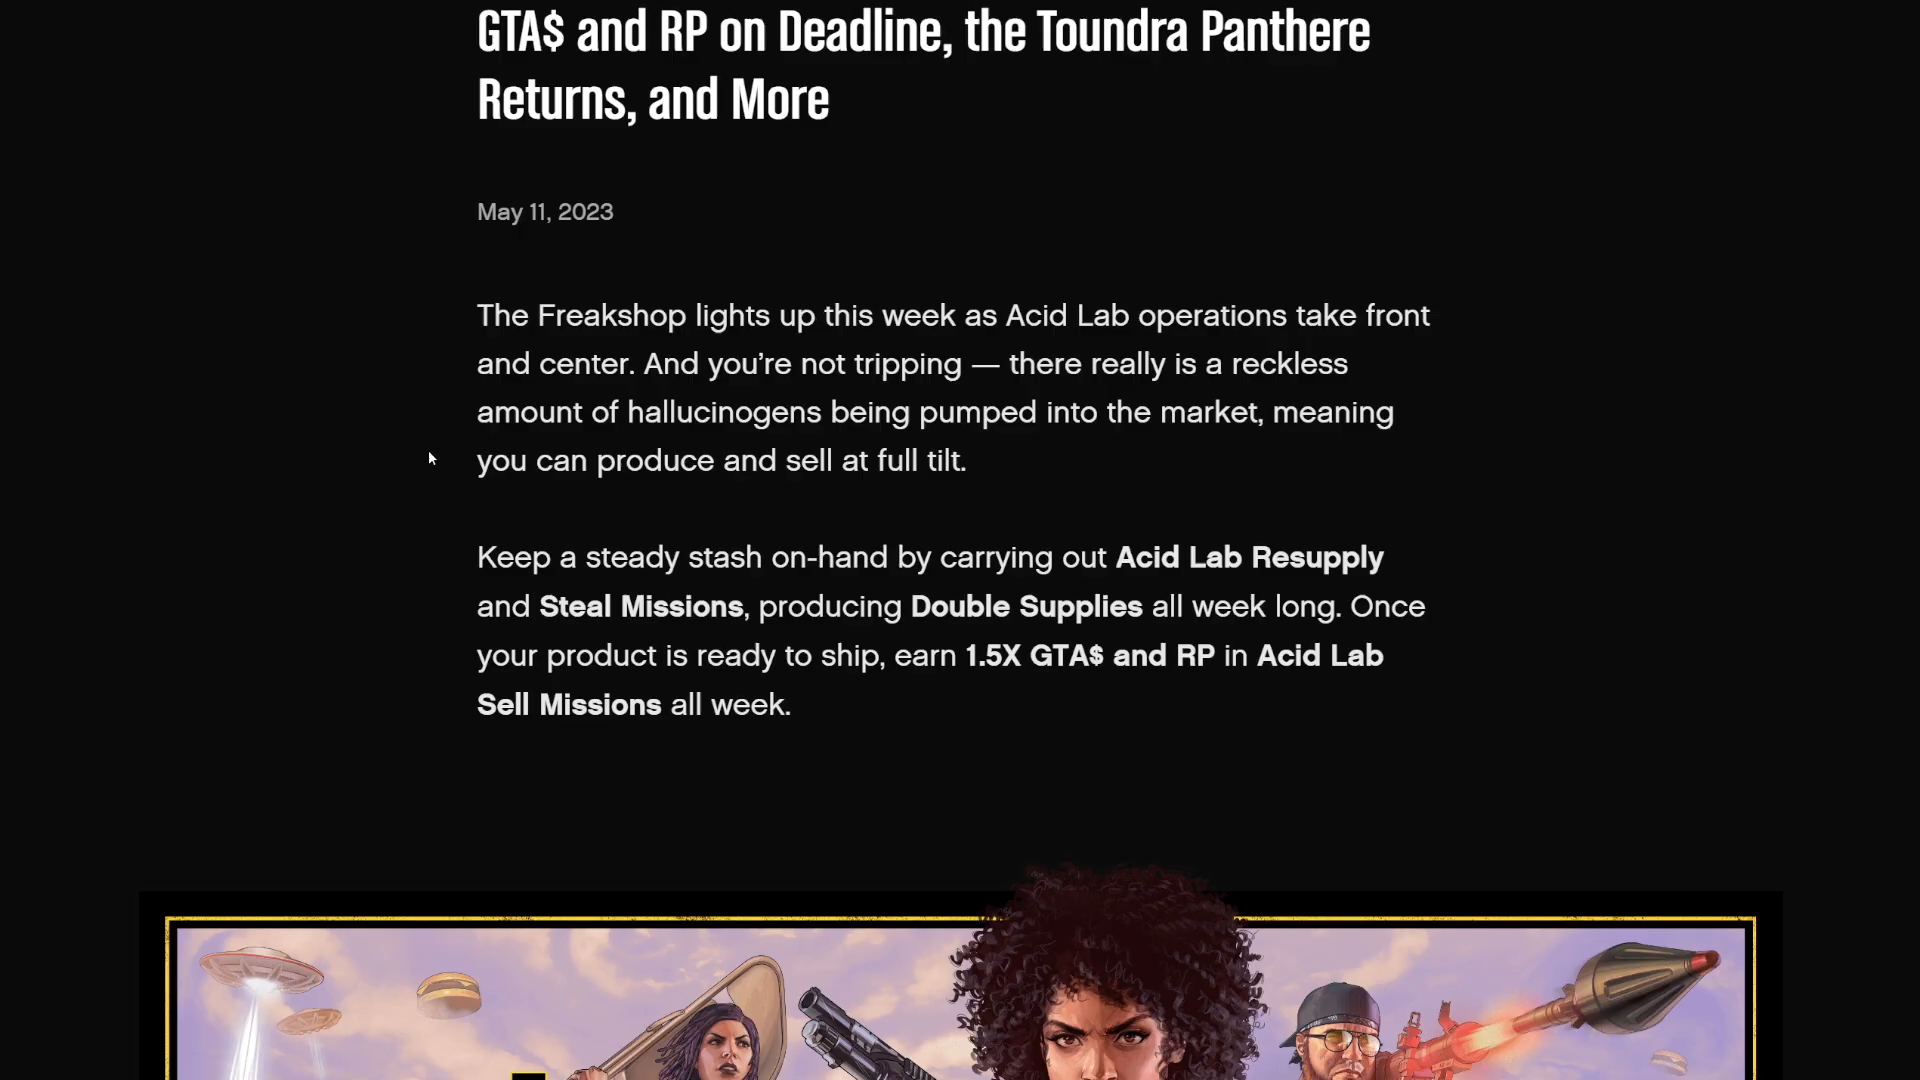 GTA$ and RP on Deadline, the Toundra Panthere
Returns, and More
May 11, 2023
The Freakshop lights up this week as Acid Lab operations take front
and center. And you’re not tripping — there really is a reckless
amount of hallucinogens being pumped into the market, meaning
you can produce and sell at full tilt.
Keep a steady stash on-hand by carrying out Acid Lab Resupply
and Steal Missions, producing Double Supplies all week long. Once
your product is ready to ship, earn 1.5X GTA$ and RP in Acid Lab
Sell Missions all week.